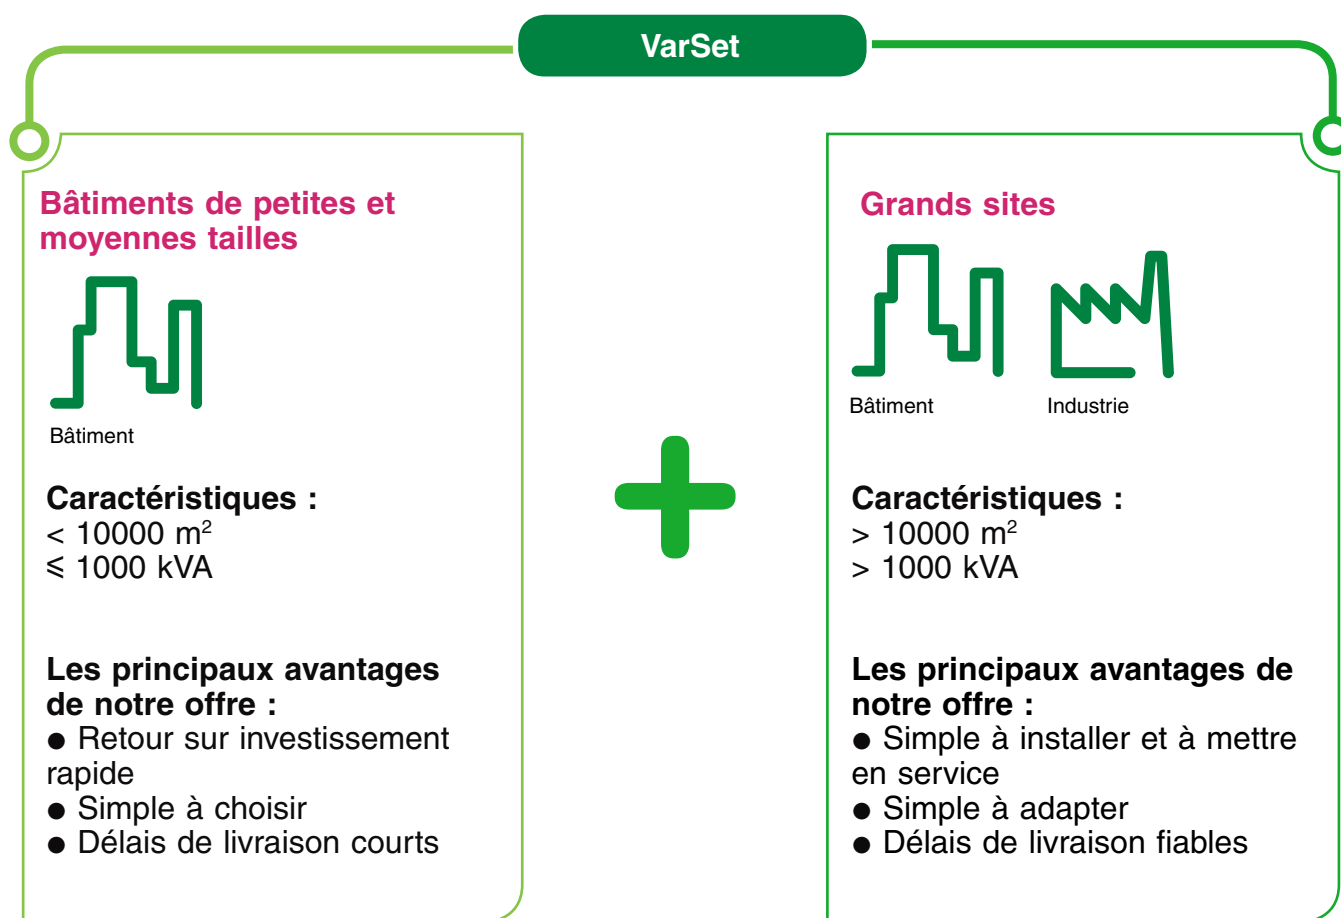 VarSet
Bâtiments de petites et
moyennes tailles
Bâtiment
Caractéristiques :
< 10000 m²
⩽ 1000 kVA
Les principaux avantages
de notre offre :
● Retour sur investissement
rapide
● Simple à choisir
● Délais de livraison courts
Grands sites
Bâtiment Industrie
Caractéristiques :
> 10000 m²
> 1000 kVA
Les principaux avantages de
notre offre :
● Simple à installer et à mettre
en service
● Simple à adapter
● Délais de livraison fiables